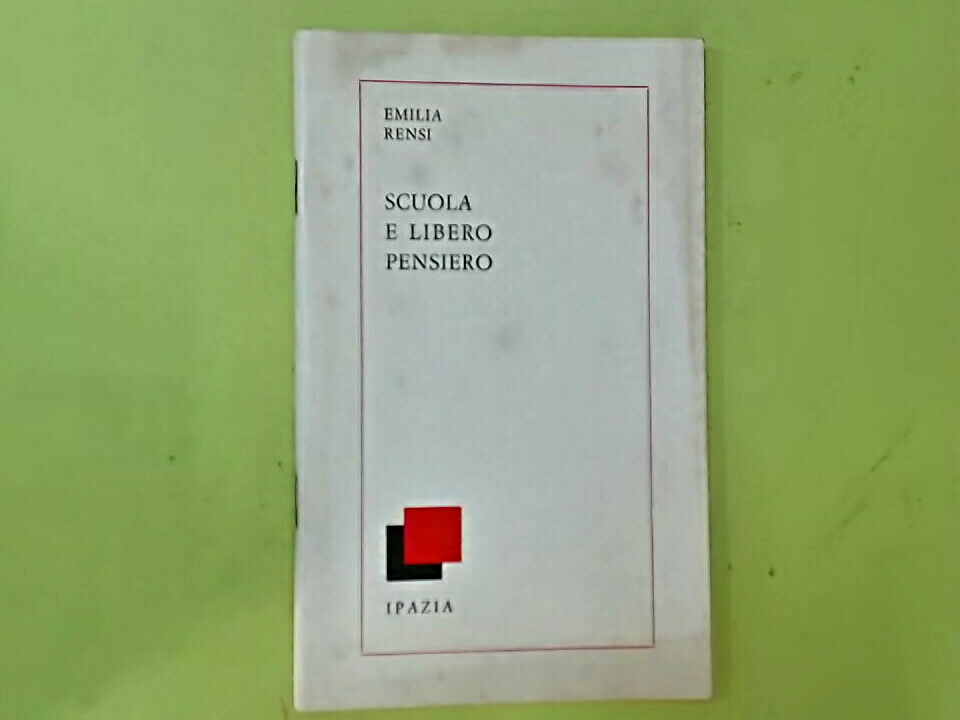 EMILIA
RENSI
SCUOLA
E LIBERO
PENSIERO
IPAZIA